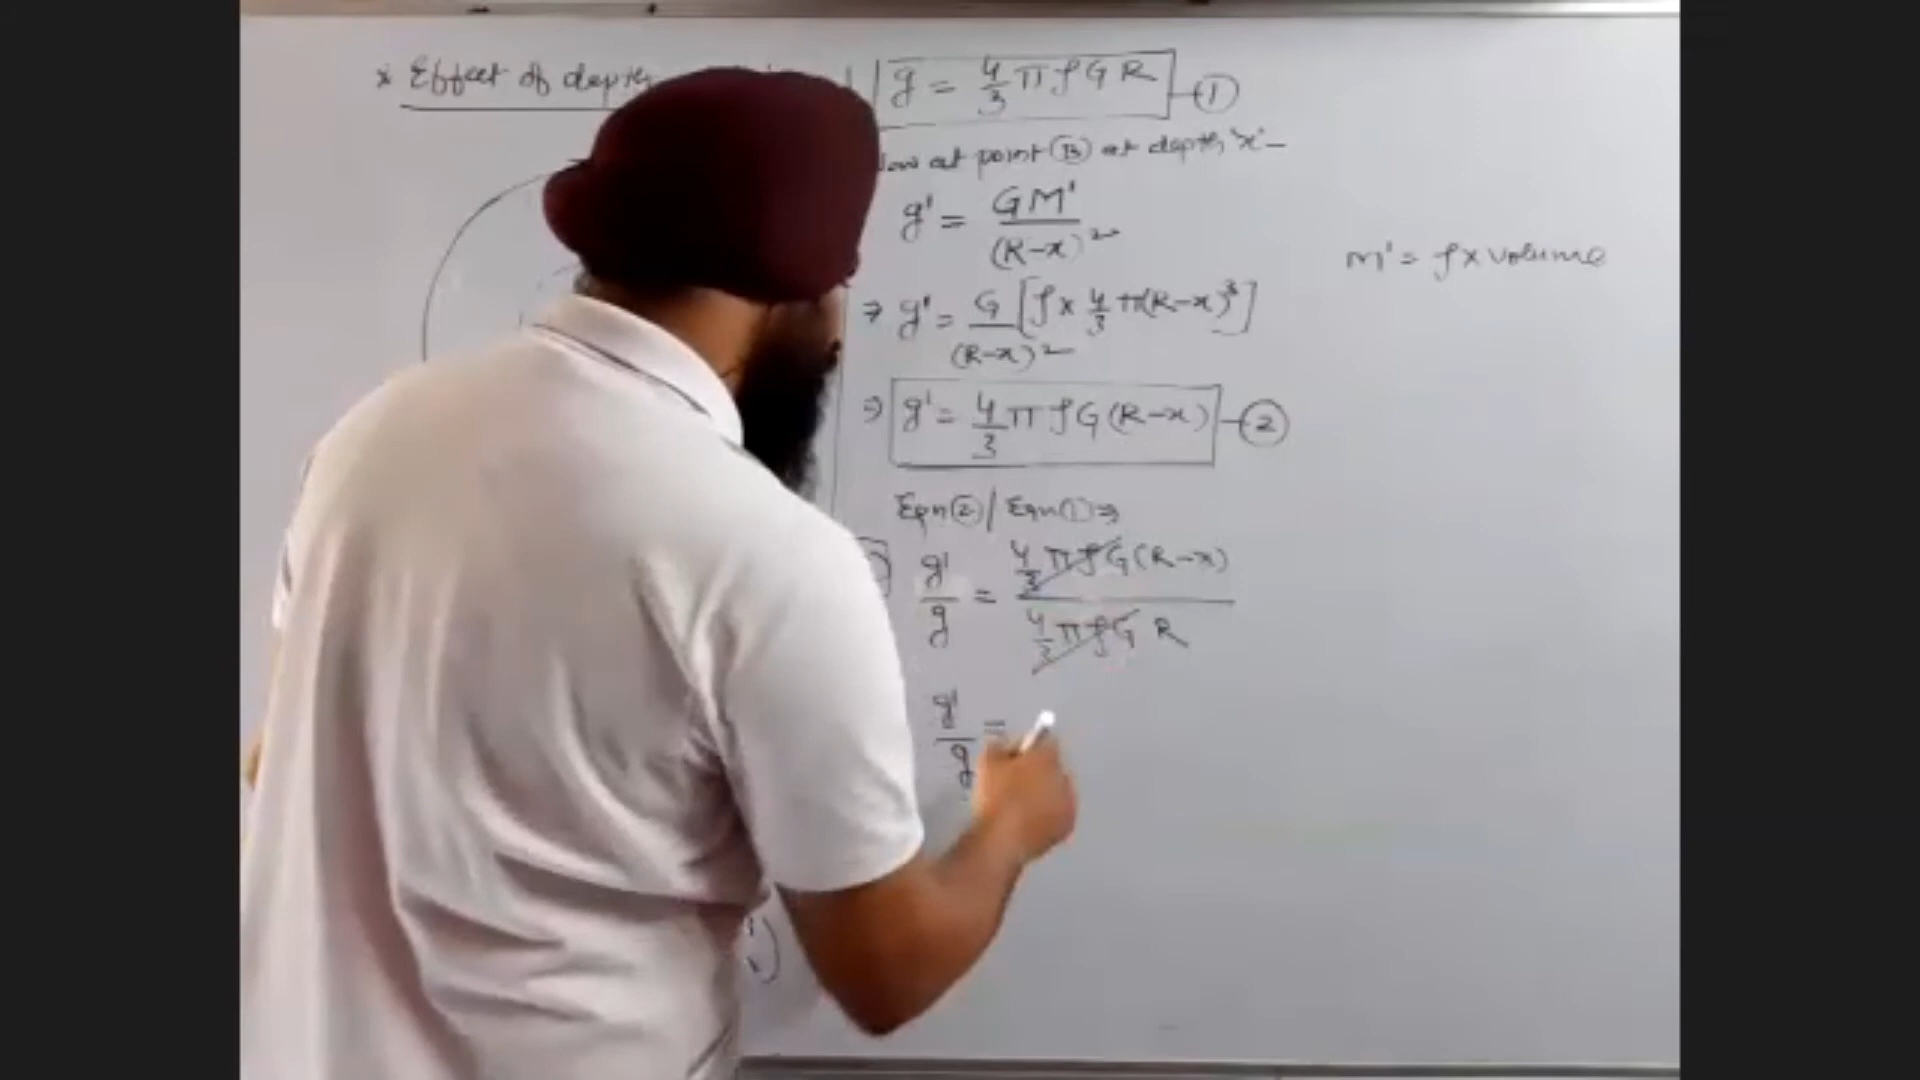 * Effect of depth
g = 4/3 π ρ G R —①
Now at point Ⓑ at depth 'x' –
g' = GM' / (R-x)²
M' = ρ x volume
⇒ g' = G / (R-x)² [ρ x 4/3 π(R-x)³]
⇒ g' = 4/3 π ρ G (R-x) —②
Eqn ② / Eqn ① ⇒
g'/g = 4/3 π ρ G (R-x) / 4/3 π ρ G R
g'/g =